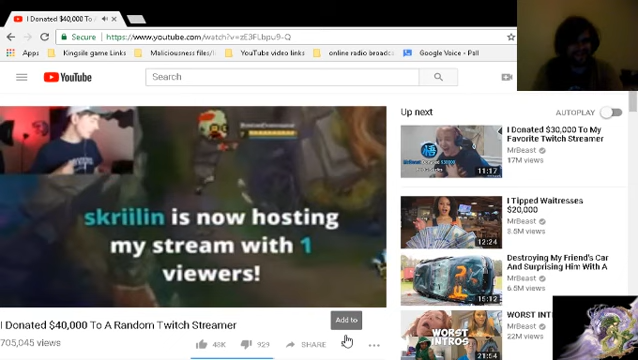 I Donated $40,000 To A
Secure
https://www.youtube.com/watch?v=zE3FLbpu9-Q
Apps
Kingsile game Links
Maliciousness files/l
YouTube video links
online radio broadc
Google Voice - Pall
YouTube
Search
skriilin is now hosting
my stream with 1
viewers!
Up next
AUTOPLAY
I Donated $30,000 To My
Favorite Twitch Streamer
MrBeast
17M views
11:17
I Tipped Waitresses
$20,000
MrBeast
3.5M views
12:24
Destroying My Friend's Car
And Surprising Him With A
MrBeast
6.5M views
15:12
WORST INT
MrBeast
22M views
WORST
INTROS
21:54
Add to
I Donated $40,000 To A Random Twitch Streamer
705,045 views
48K
929
SHARE